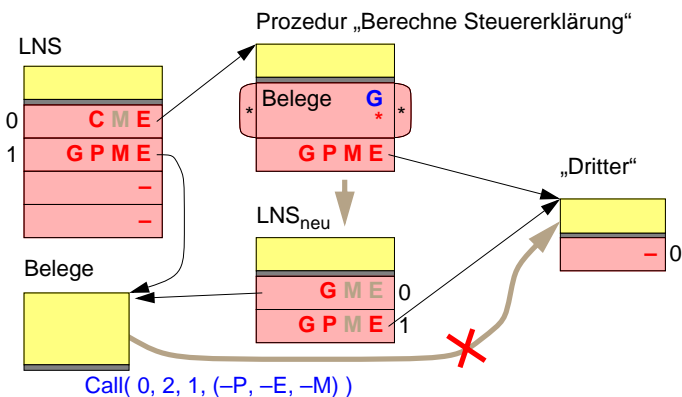 Prozedur „Berechne Steuererklärung“
LNS
Belege G
* * *
0 C M E
1 G P M E
G P M E
–
–
„Dritter“
LNSneu
– 0
Belege
G M E 0
G P M E 1
Call( 0, 2, 1, (–P, –E, –M) )